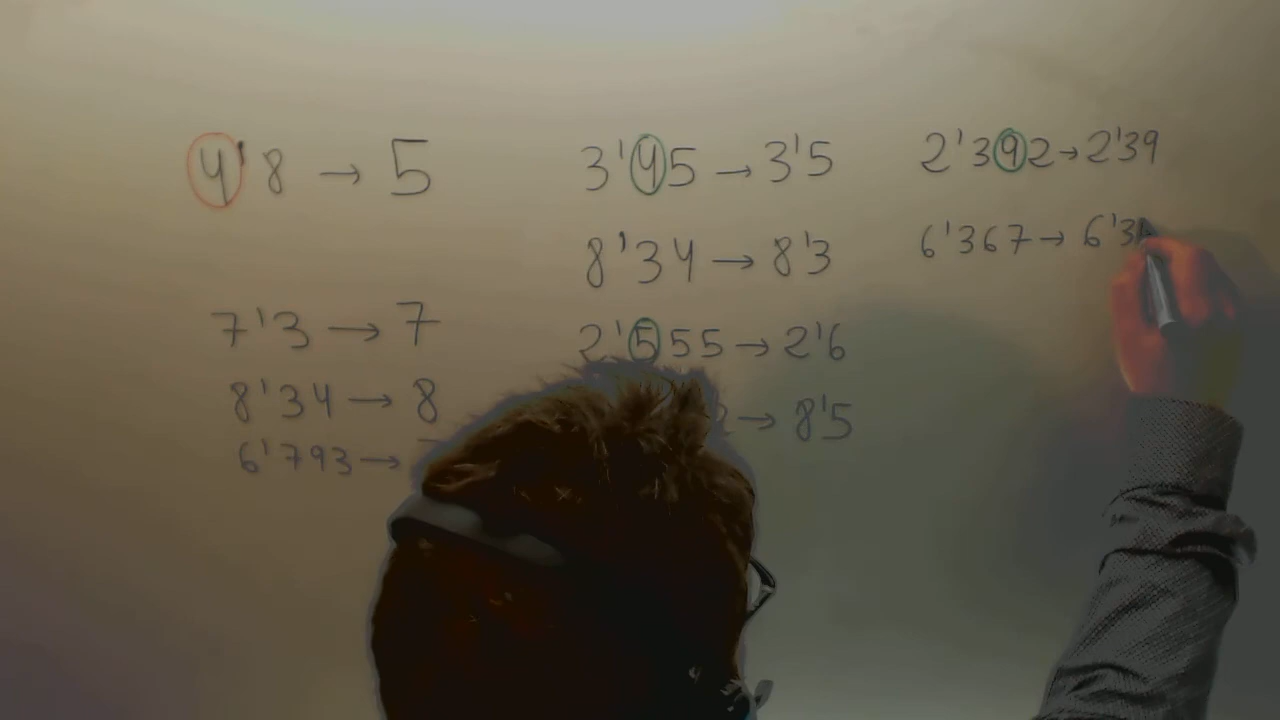 4'8 → 5
7'3 → 7
8'34 → 8
6'793 →
3'45 → 3'5
8'34 → 8'3
2'555 → 2'6
→ 8'5
2'392 → 2'39
6'367 → 6'3